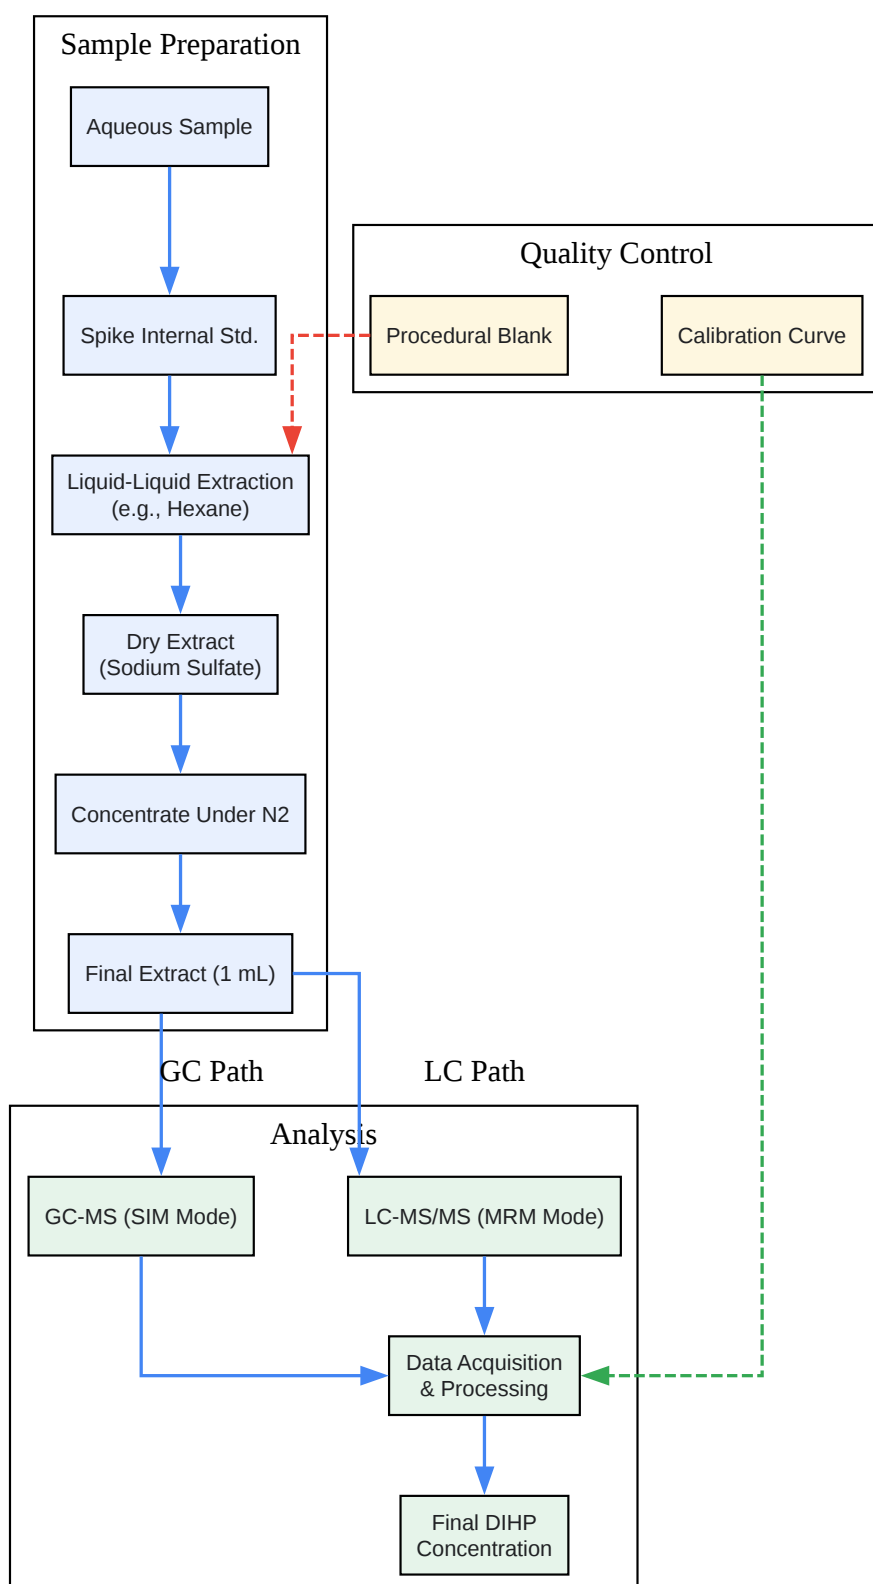 Sample Preparation
Aqueous Sample
Quality Control
Spike Internal Std.
Procedural Blank
Calibration Curve
Liquid-Liquid Extraction
(e.g., Hexane)
Dry Extract
(Sodium Sulfate)
Concentrate Under N2
Final Extract (1 mL)
GC Path
LC Path
Analysis
GC-MS (SIM Mode)
LC-MS/MS (MRM Mode)
Data Acquisition
& Processing
Final DIHP
Concentration